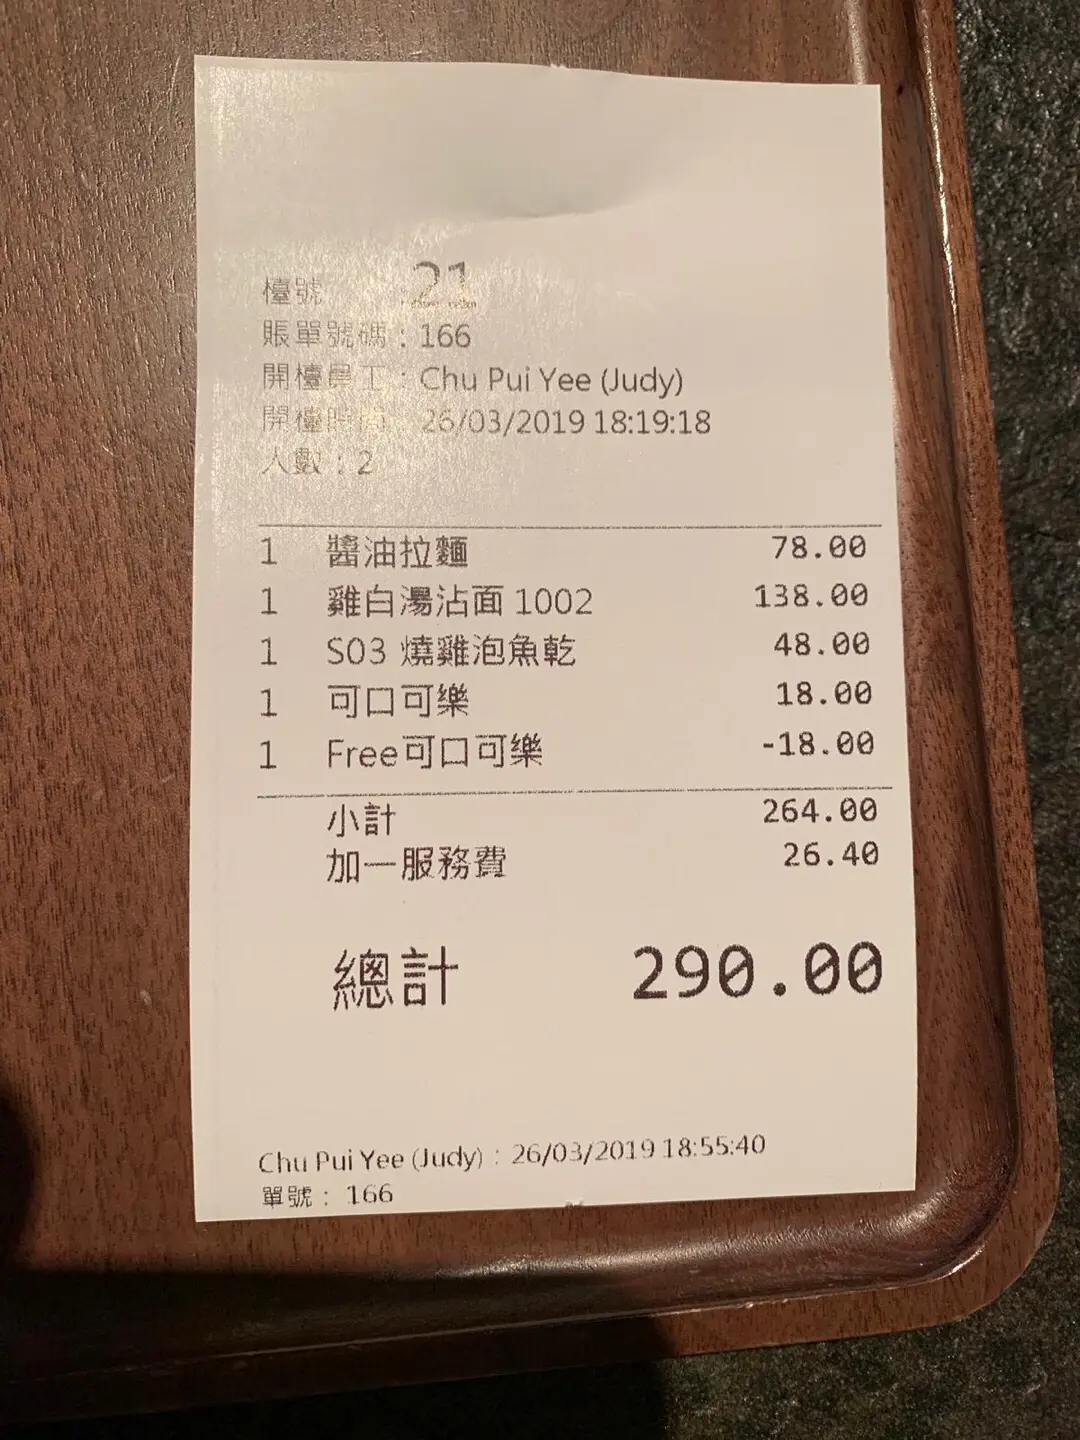 檯號 :21
賬單號碼 : 166
開檯員工 : Chu Pui Yee (Judy)
開檯時間 : 26/03/2019 18:19:18
人數 : 2
1 醬油拉麵 78.00
1 雞白湯沾面 1002 138.00
1 S03 燒雞泡魚乾 48.00
1 可口可樂 18.00
1 Free可口可樂 -18.00
小計 264.00
加一服務費 26.40
總計 290.00
Chu Pui Yee (Judy) : 26/03/2019 18:55:40
單號 : 166